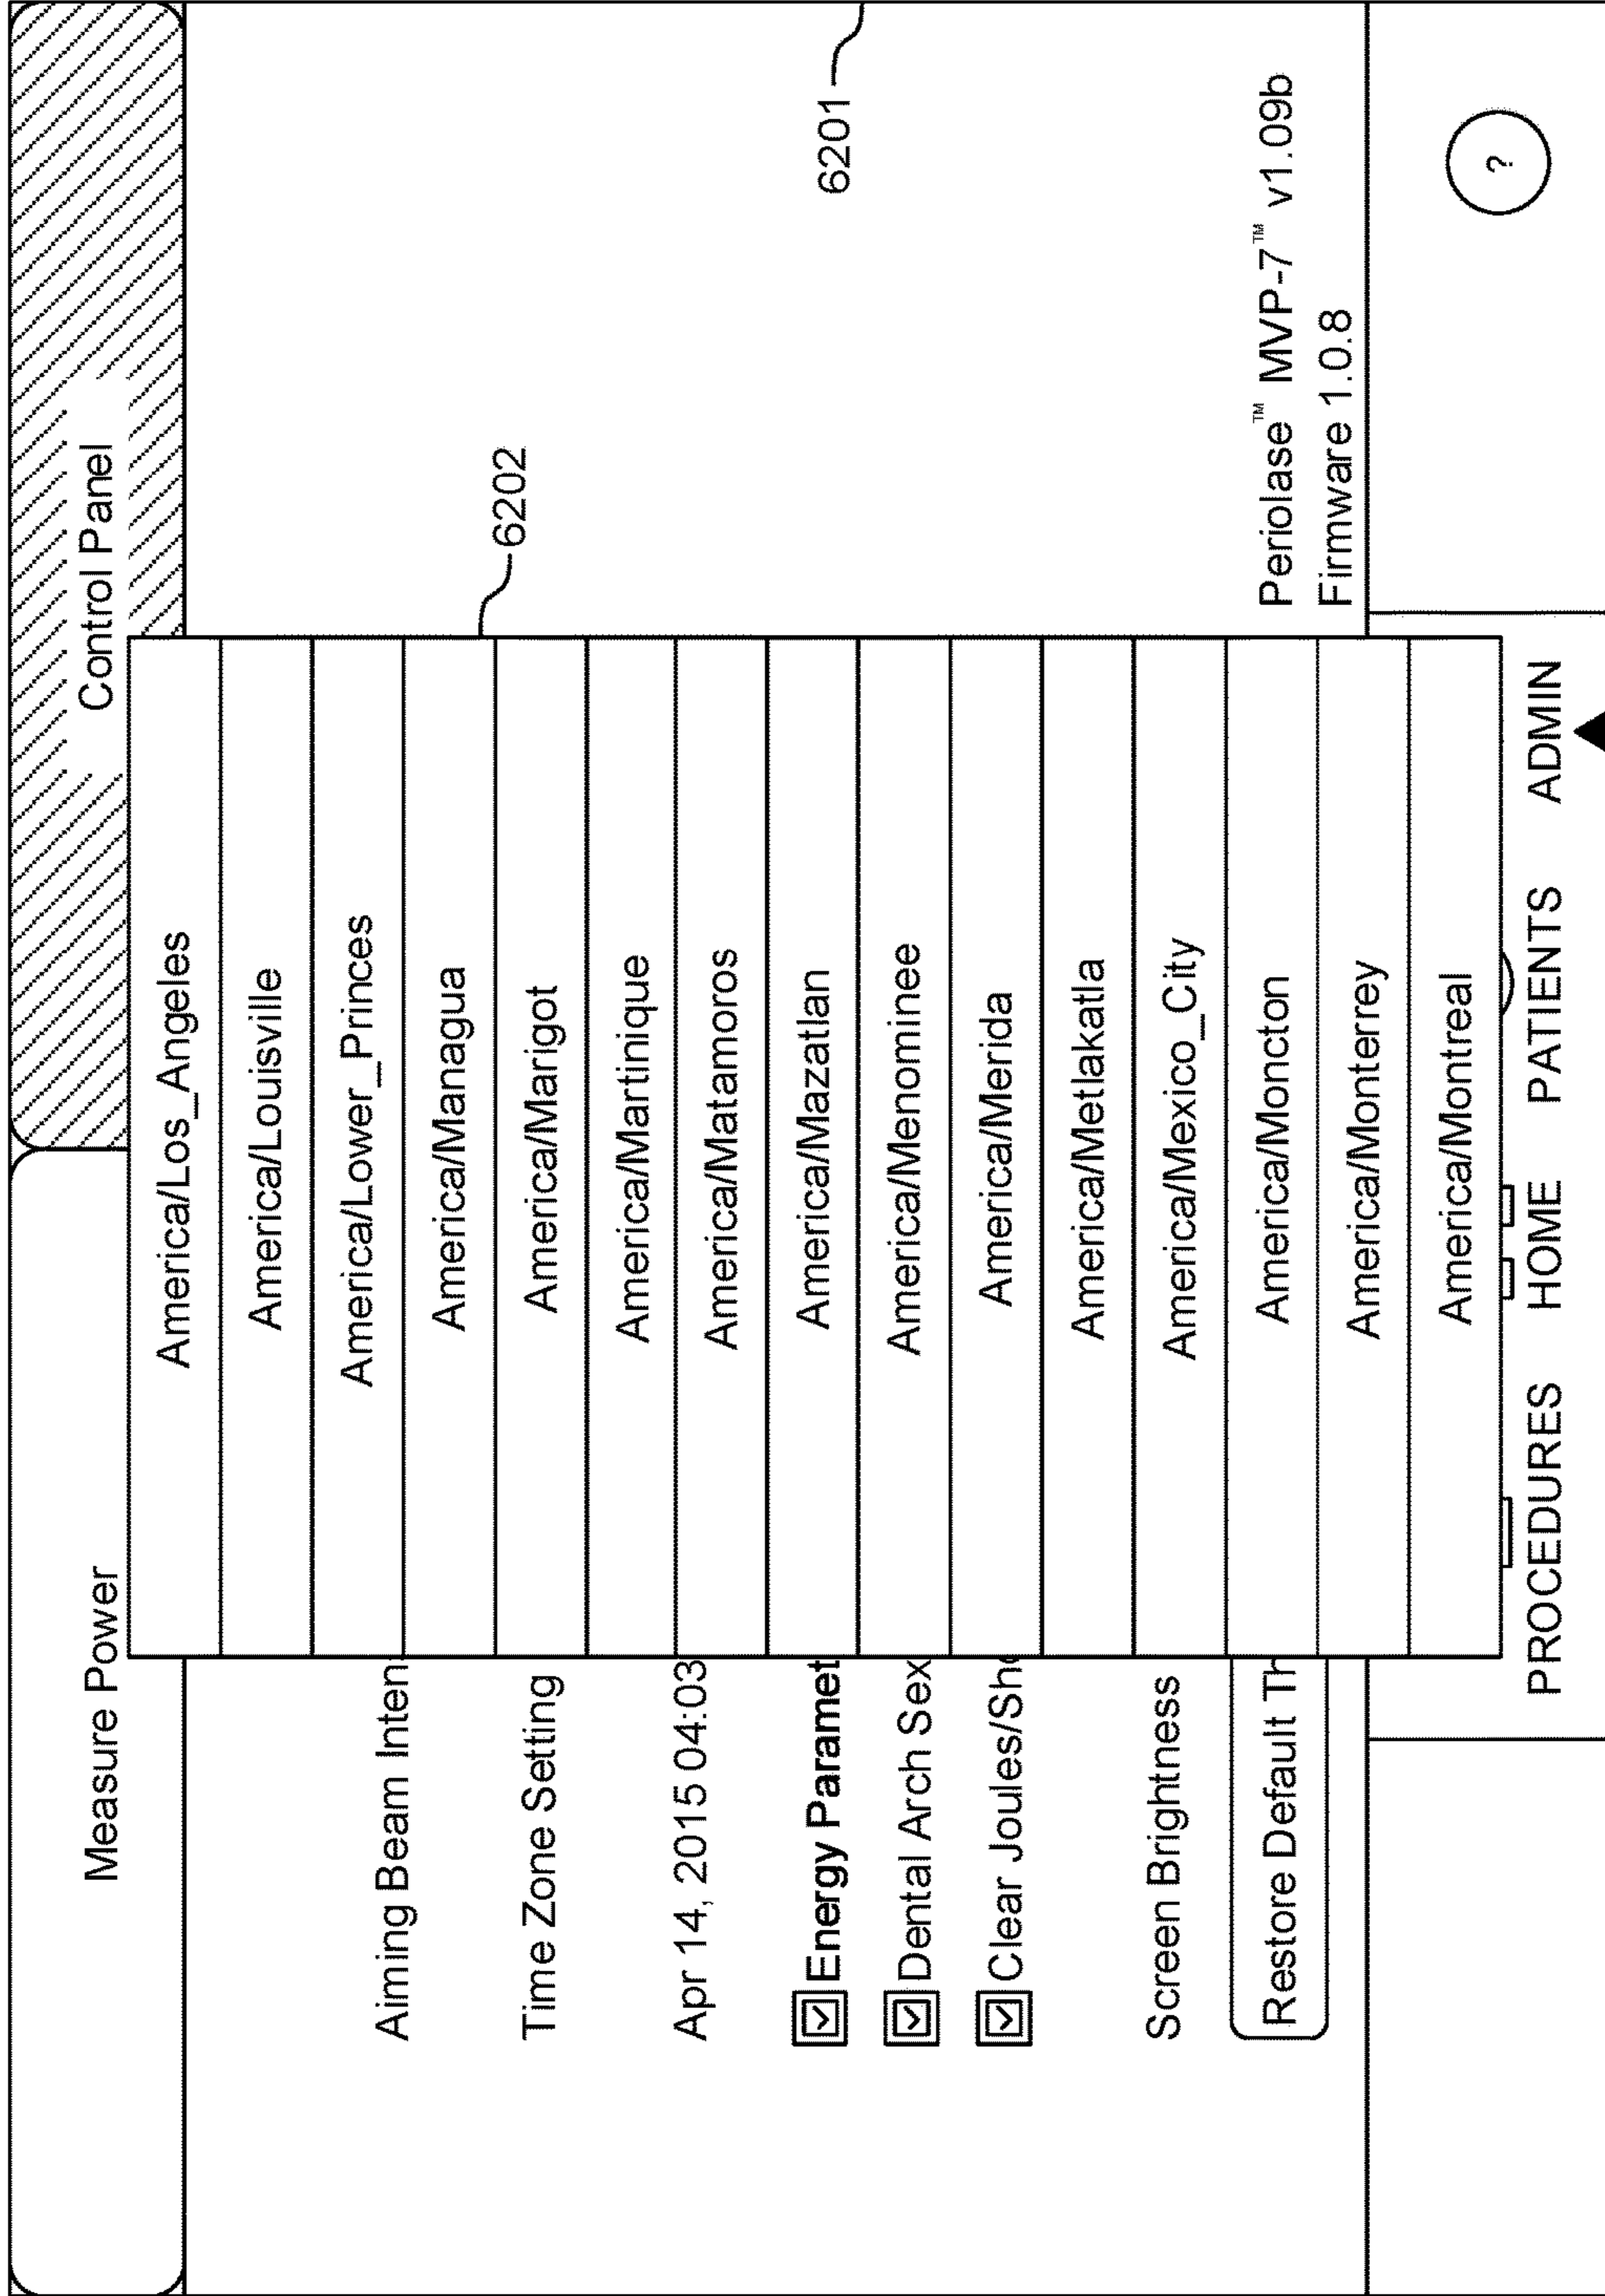 Measure Power
Control Panel
America/Los_Angeles
America/Louisville
America/Lower_Princes
America/Managua
America/Marigot
America/Martinique
America/Matamoros
America/Mazatlan
America/Menominee
America/Merida
America/Metlakatla
America/Mexico_City
America/Moncton
America/Monterrey
America/Montreal
6202
6201
Aiming Beam Inten
Time Zone Setting
Apr 14, 2015 04:03
Energy Paramet
Dental Arch Sex
Clear Joules/Sho
Screen Brightness
Restore Default Th
Periolase™ MVP-7™ v1.09b
Firmware 1.0.8
PROCEDURES HOME PATIENTS ADMIN
?